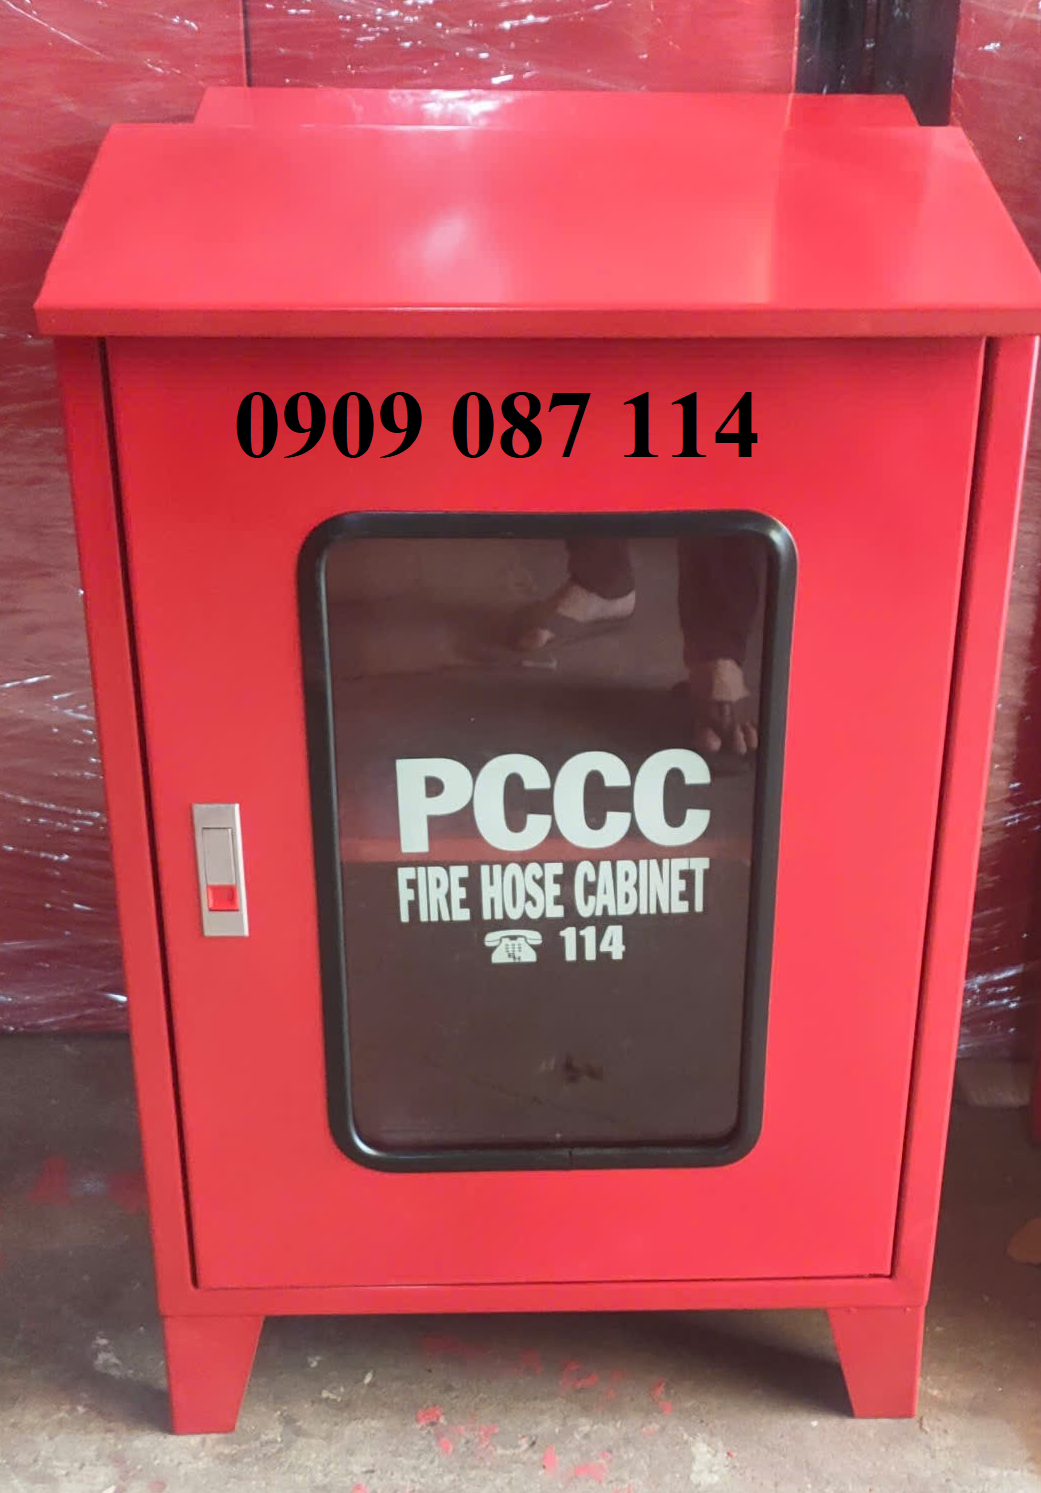 0909 087 114
PCCC
FIRE HOSE CABINET
☎ 114